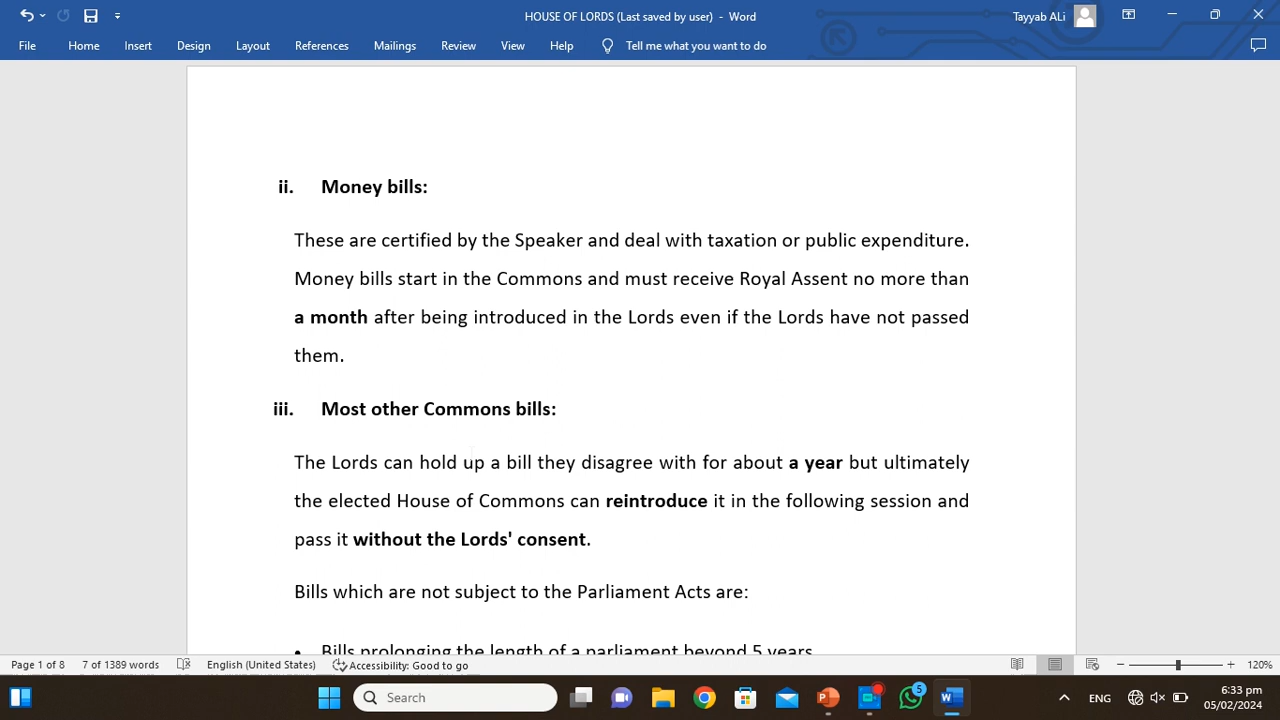 HOUSE OF LORDS (Last saved by user) - Word
Tayyab ALi
File Home Insert Design Layout References Mailings Review View Help Tell me what you want to do
ii. Money bills:
These are certified by the Speaker and deal with taxation or public expenditure.
Money bills start in the Commons and must receive Royal Assent no more than
a month after being introduced in the Lords even if the Lords have not passed
them.
iii. Most other Commons bills:
The Lords can hold up a bill they disagree with for about a year but ultimately
the elected House of Commons can reintroduce it in the following session and
pass it without the Lords' consent.
Bills which are not subject to the Parliament Acts are:
• Bills prolonging the length of a parliament beyond 5 years
Page 1 of 8 7 of 1389 words English (United States) Accessibility: Good to go 120%
Search 5 ENG 6:33 pm
05/02/2024